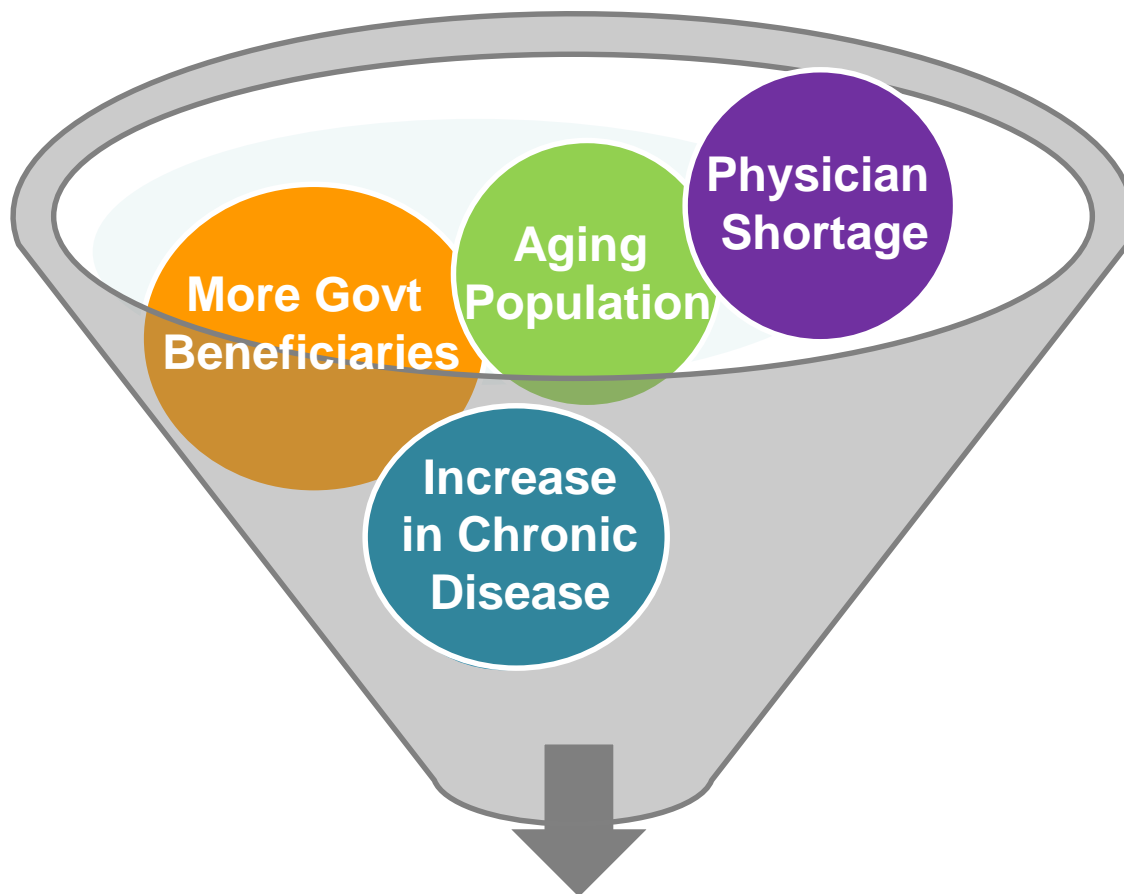 More Govt
Beneficiaries
Aging
Population
Physician
Shortage
Increase
in Chronic
Disease